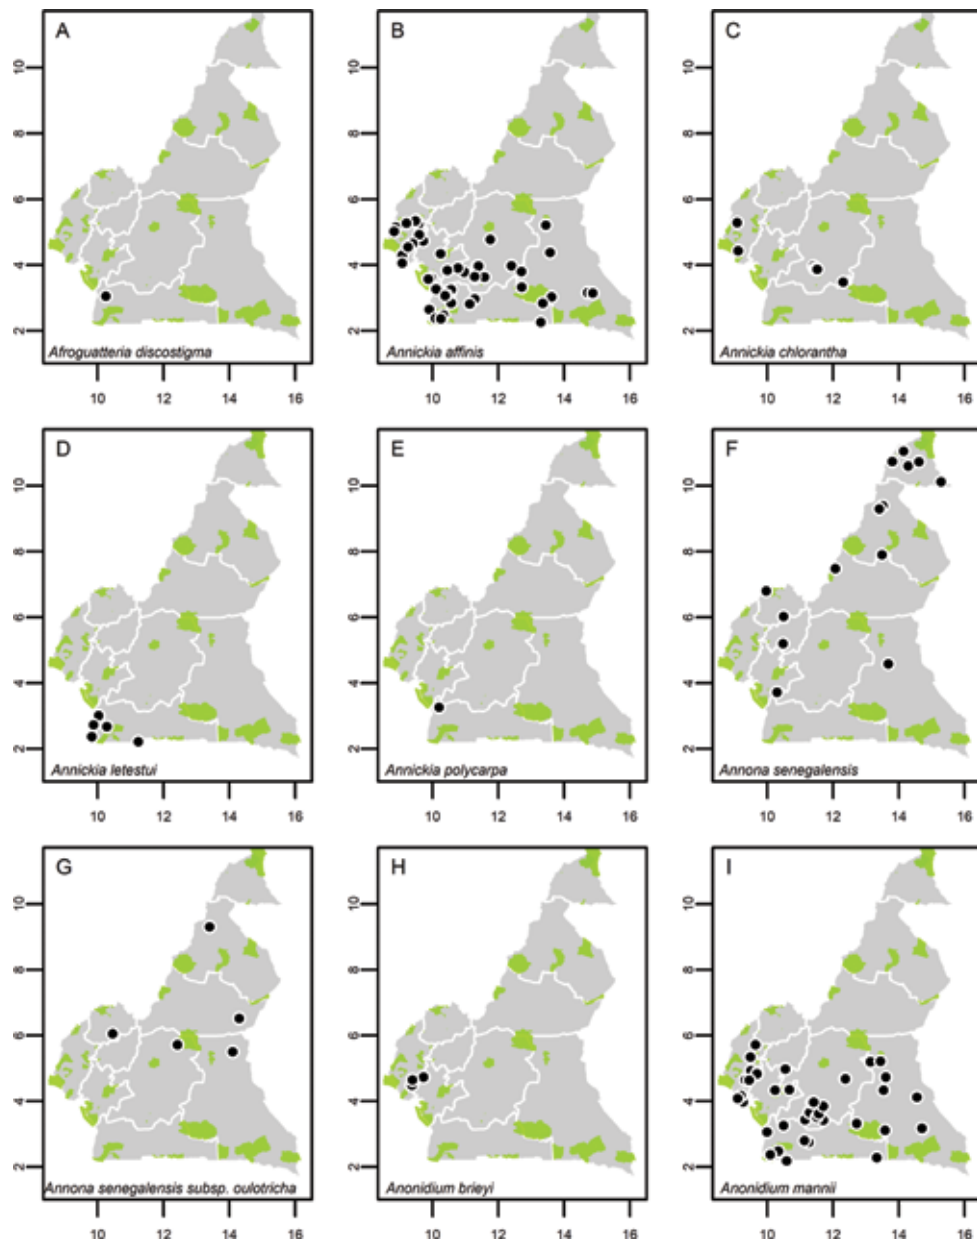 A B C
10 10 10
8 8 8
6 6 6
4 4 4
2 2 2
Afroguatteria discostigma Annickia affinis Annickia chlorantha
10 12 14 16 10 12 14 16 10 12 14 16
D E F
10 10 10
8 8 8
6 6 6
4 4 4
2 2 2
Annickia letestui Annickia polycarpa Annona senegalensis
10 12 14 16 10 12 14 16 10 12 14 16
G H I
10 10 10
8 8 8
6 6 6
4 4 4
2 2 2
Annona senegalensis subsp. oulotricha Anonidium brieyi Anonidium mannii
10 12 14 16 10 12 14 16 10 12 14 16